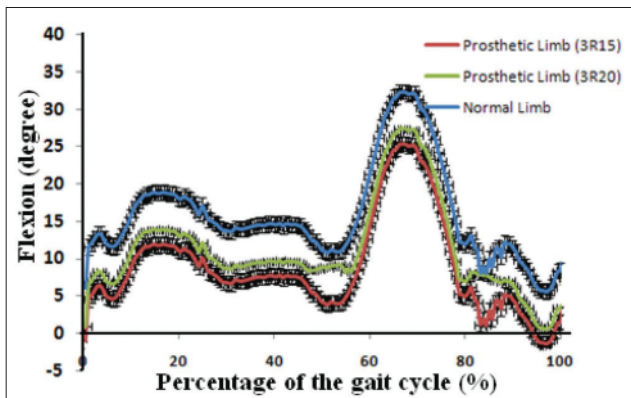 40
35
30
25
20
15
10
5
0
-5
Flexion (degree)
Prosthetic Limb (3R15)
Prosthetic Limb (3R20)
Normal Limb
0 20 40 60 80 100
Percentage of the gait cycle (%)